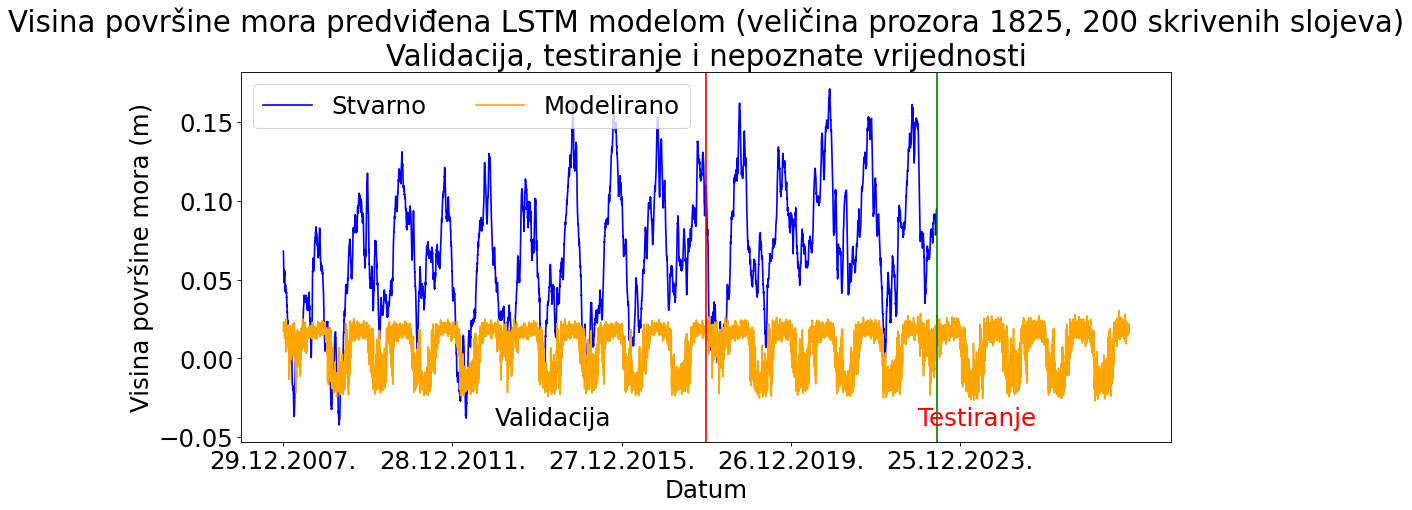 Visina površine mora predviđena LSTM modelom (veličina prozora 1825, 200 skrivenih slojeva)
Validacija, testiranje i nepoznate vrijednosti
Stvarno
Modelirano
Visina površine mora (m)
0.15
0.10
0.05
0.00
−0.05
Validacija
Testiranje
29.12.2007.
28.12.2011.
27.12.2015.
26.12.2019.
25.12.2023.
Datum